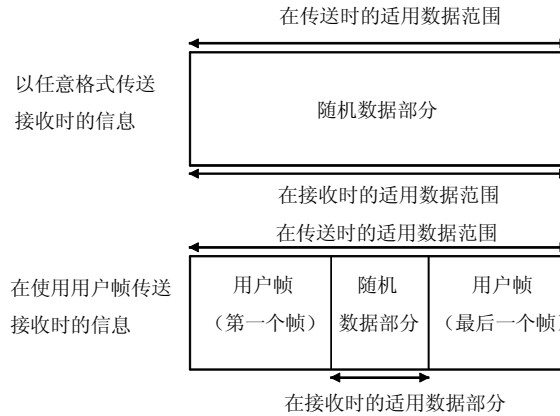 在传送时的适用数据范围
以任意格式传送
接收时的信息
随机数据部分
在接收时的适用数据范围
在传送时的适用数据范围
在使用用户帧传送
接收时的信息
用户帧
（第一个帧）
随机
数据部分
用户帧
（最后一个帧）
在接收时的适用数据部分